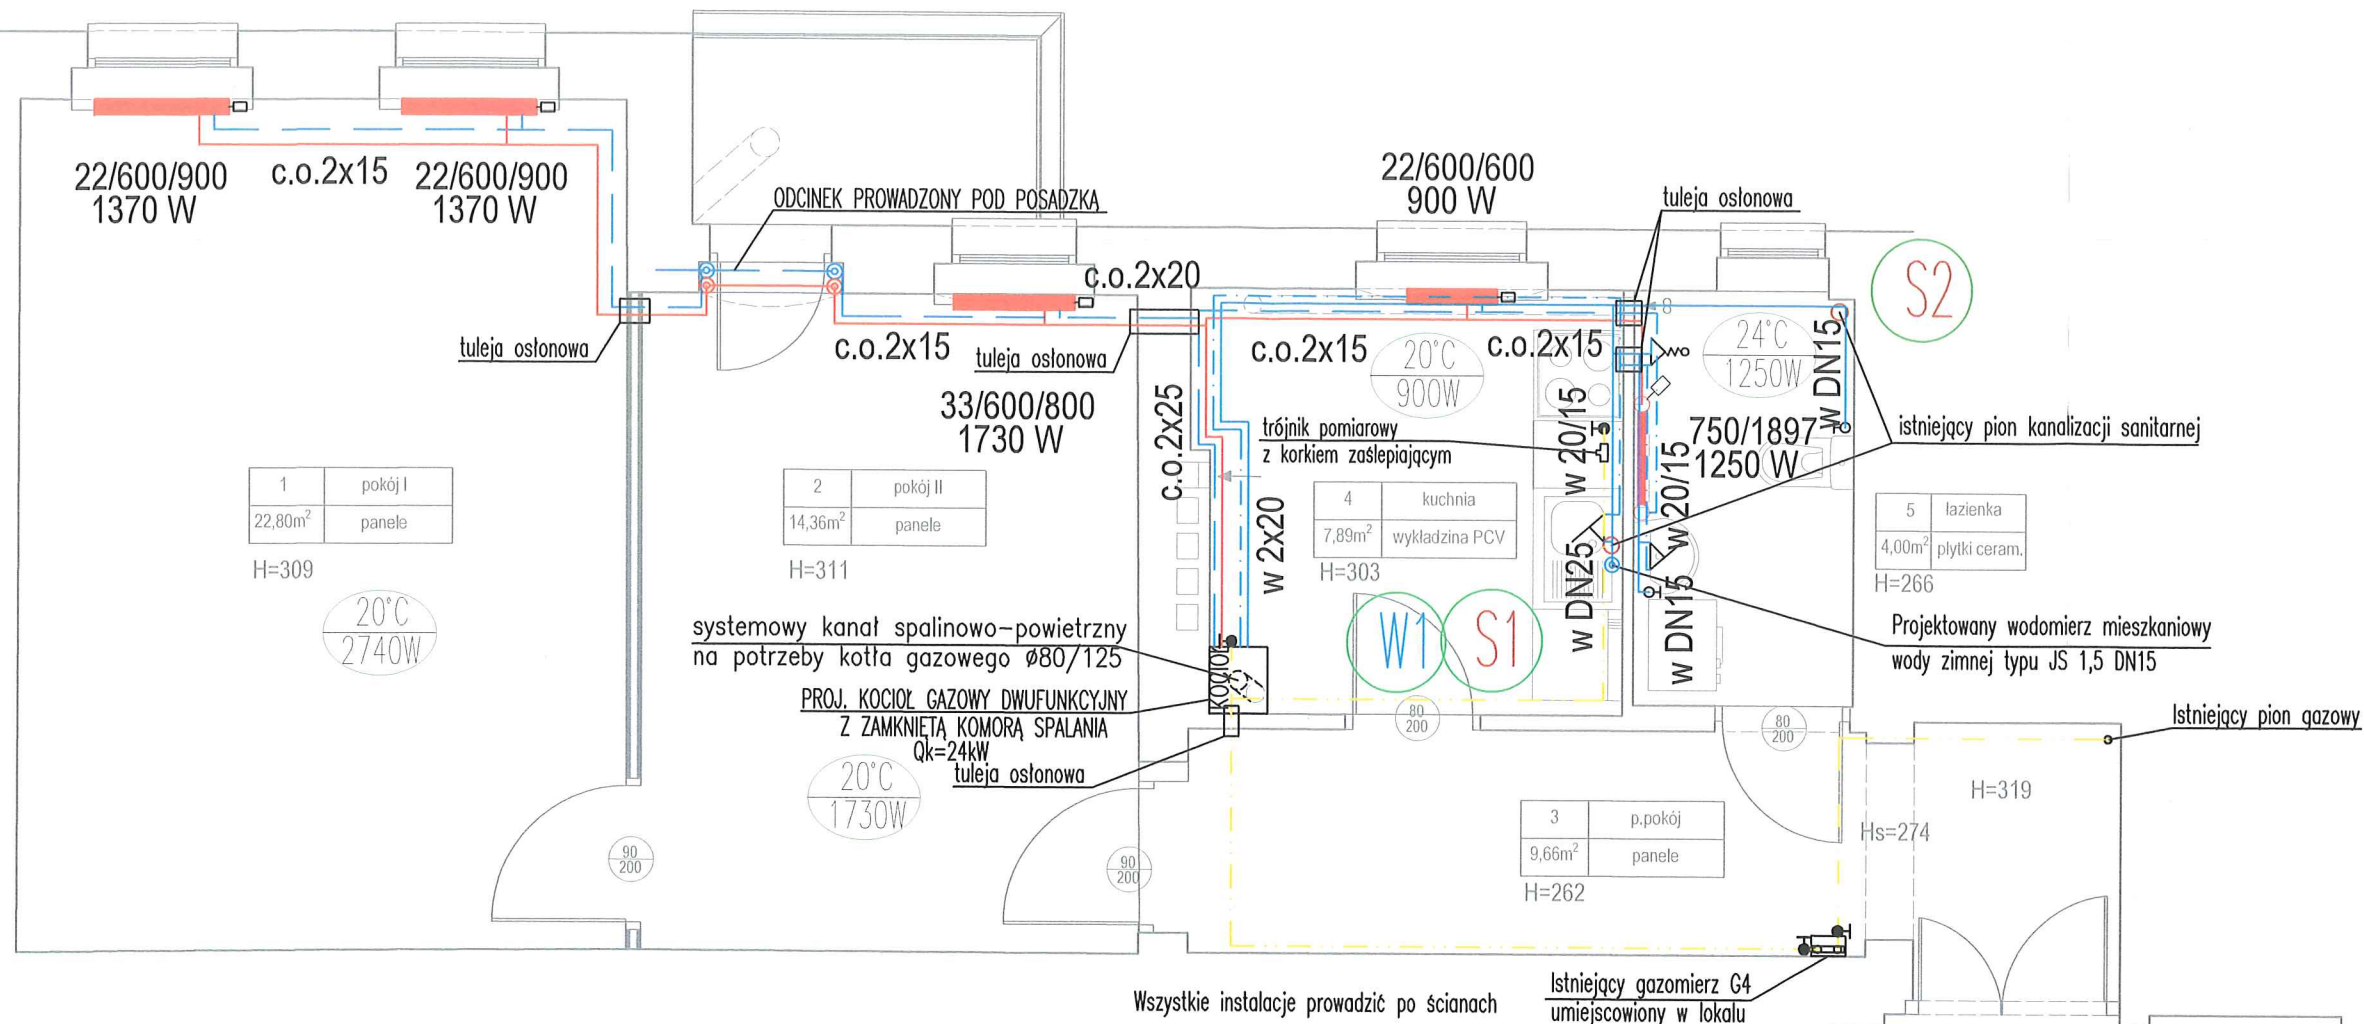 22/600/900
1370 W
c.o.2x15
22/600/900
1370 W
ODCINEK PROWADZONY POD POSADZKĄ
22/600/600
900 W
tuleja osłonowa
S2
c.o.2x20
tuleja osłonowa
c.o.2x15
tuleja osłonowa
33/600/800
1730 W
c.o.2x15
20°C
900W
c.o.2x15
8
24°C
1250W
w DN15
c.o.2x25
trójnik pomiarowy
z korkiem zaślepiającym
w 20/15
750/1897
1250 W
w 20/15
istniejący pion kanalizacji sanitarnej
1 pokój I
22,80m² panele
H=309
20°C
2740W
2 pokój II
14,36m² panele
H=311
w 2x20
4 kuchnia
7,89m² wykładzina PCV
H=303
w DN25
w DN15
5 łazienka
4,00m² płytki ceram.
H=266
W1
S1
Projektowany wodomierz mieszkaniowy
wody zimnej typu JS 1,5 DN15
systemowy kanał spalinowo-powietrzny
na potrzeby kotła gazowego Ø80/125
KOCIOŁ
PROJ. KOCIOŁ GAZOWY DWUFUNKCYJNY
Z ZAMKNIĘTĄ KOMORĄ SPALANIA
Qk=24kW
tuleja osłonowa
20°C
1730W
80
200
80
200
Istniejący pion gazowy
H=319
Hs=274
3 p.pokój
9,66m² panele
H=262
90
200
90
200
Wszystkie instalacje prowadzić po ścianach
Istniejący gazomierz G4
umiejscowiony w lokalu